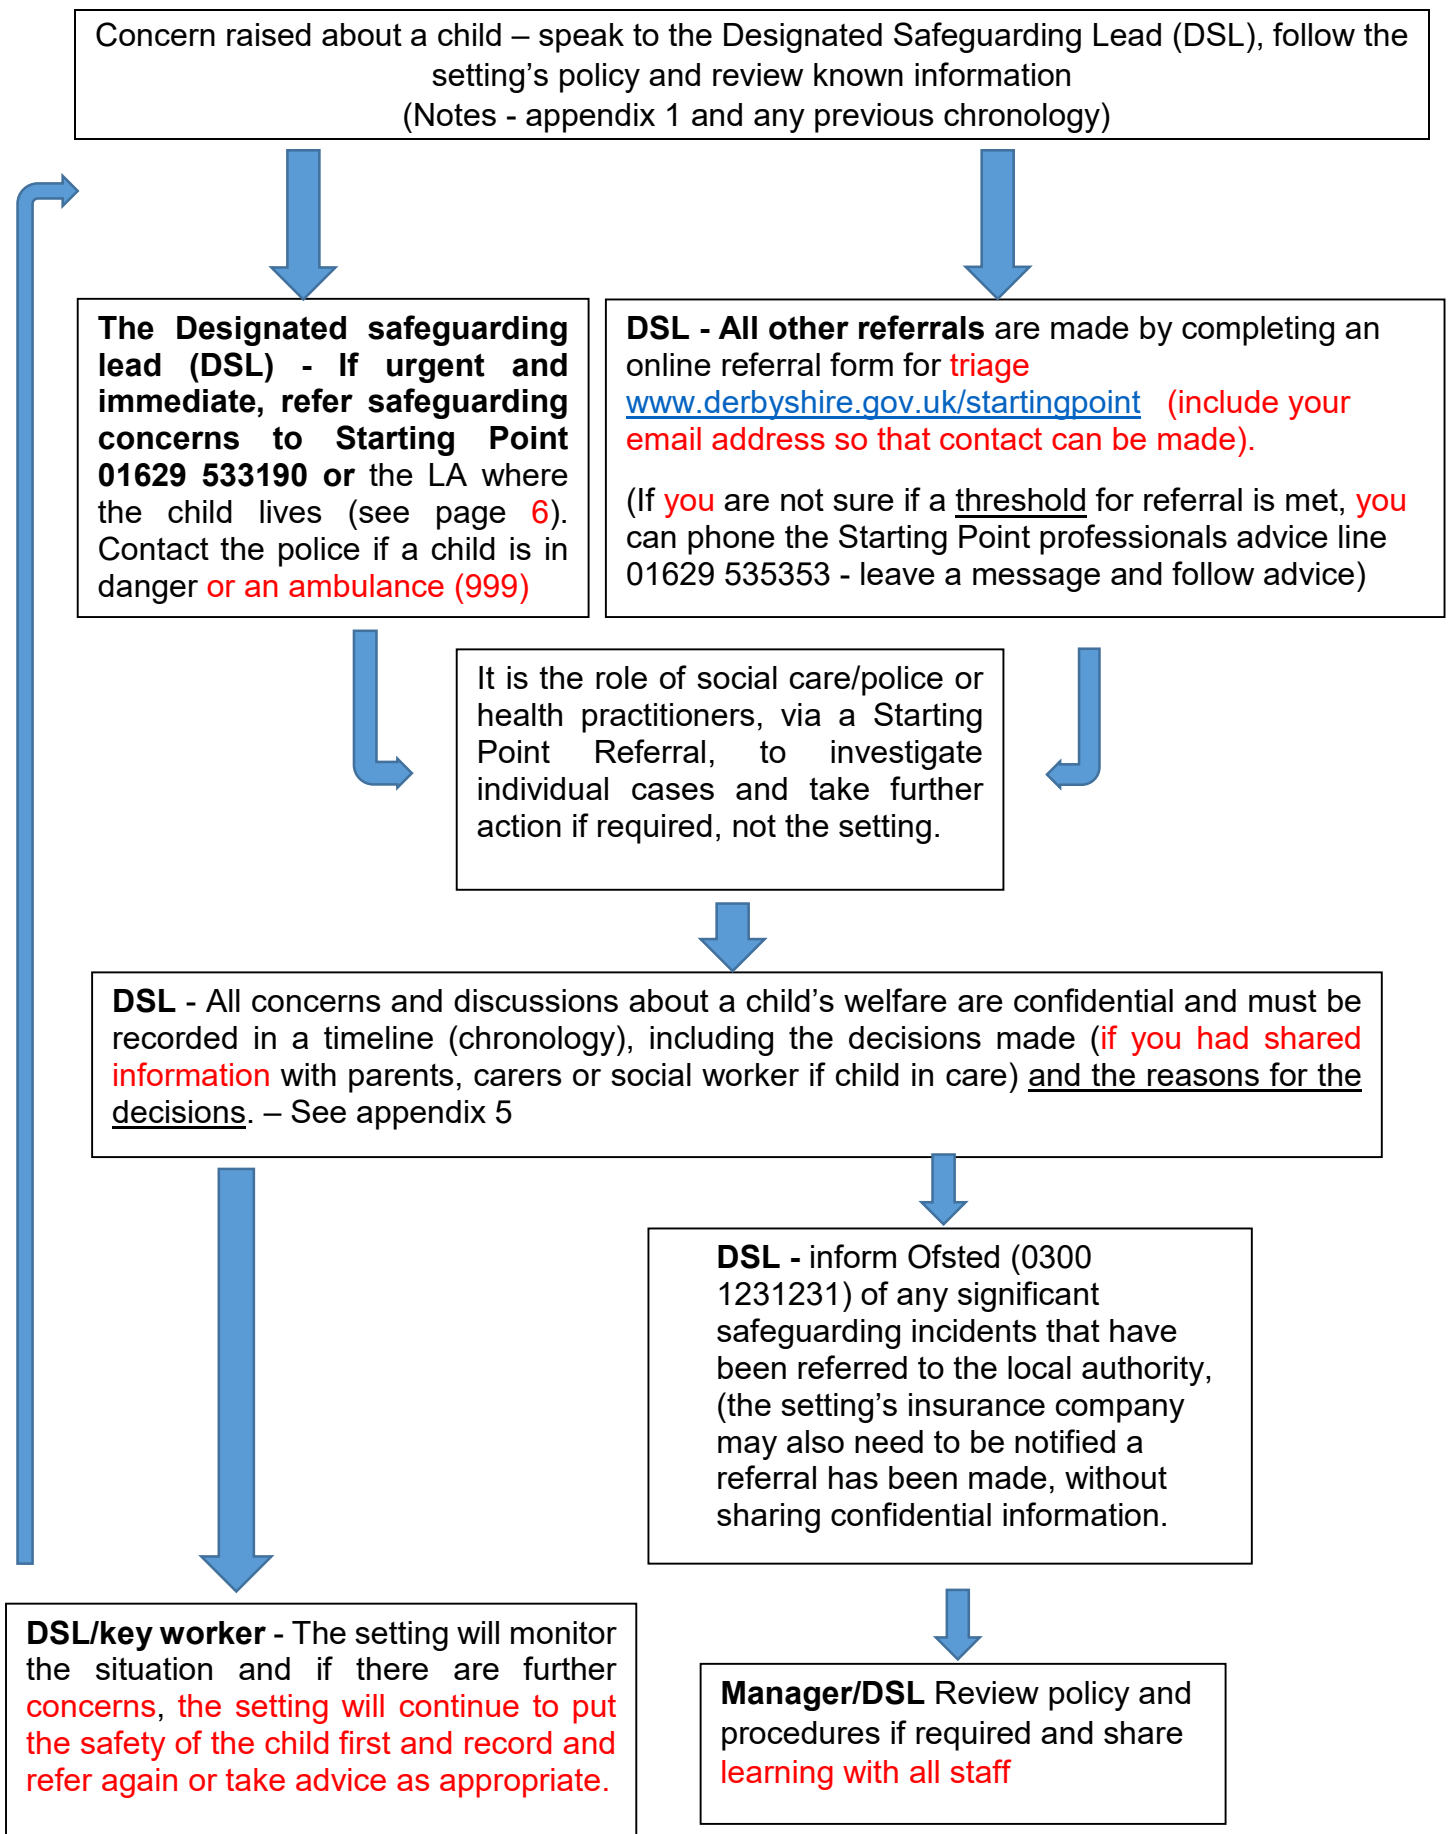 Concern raised about a child – speak to the Designated Safeguarding Lead (DSL), follow the
setting’s policy and review known information
(Notes - appendix 1 and any previous chronology)
The Designated safeguarding
lead (DSL) - If urgent and
immediate, refer safeguarding
concerns to Starting Point
01629 533190 or the LA where
the child lives (see page 6).
Contact the police if a child is in
danger or an ambulance (999)
DSL - All other referrals are made by completing an
online referral form for triage
www.derbyshire.gov.uk/startingpoint (include your
email address so that contact can be made).
(If you are not sure if a threshold for referral is met, you
can phone the Starting Point professionals advice line
01629 535353 - leave a message and follow advice)
It is the role of social care/police or
health practitioners, via a Starting
Point Referral, to investigate
individual cases and take further
action if required, not the setting.
DSL - All concerns and discussions about a child’s welfare are confidential and must be
recorded in a timeline (chronology), including the decisions made (if you had shared
information with parents, carers or social worker if child in care) and the reasons for the
decisions. – See appendix 5
DSL - inform Ofsted (0300
1231231) of any significant
safeguarding incidents that have
been referred to the local authority,
(the setting’s insurance company
may also need to be notified a
referral has been made, without
sharing confidential information.
DSL/key worker - The setting will monitor
the situation and if there are further
concerns, the setting will continue to put
the safety of the child first and record and
refer again or take advice as appropriate.
Manager/DSL Review policy and
procedures if required and share
learning with all staff